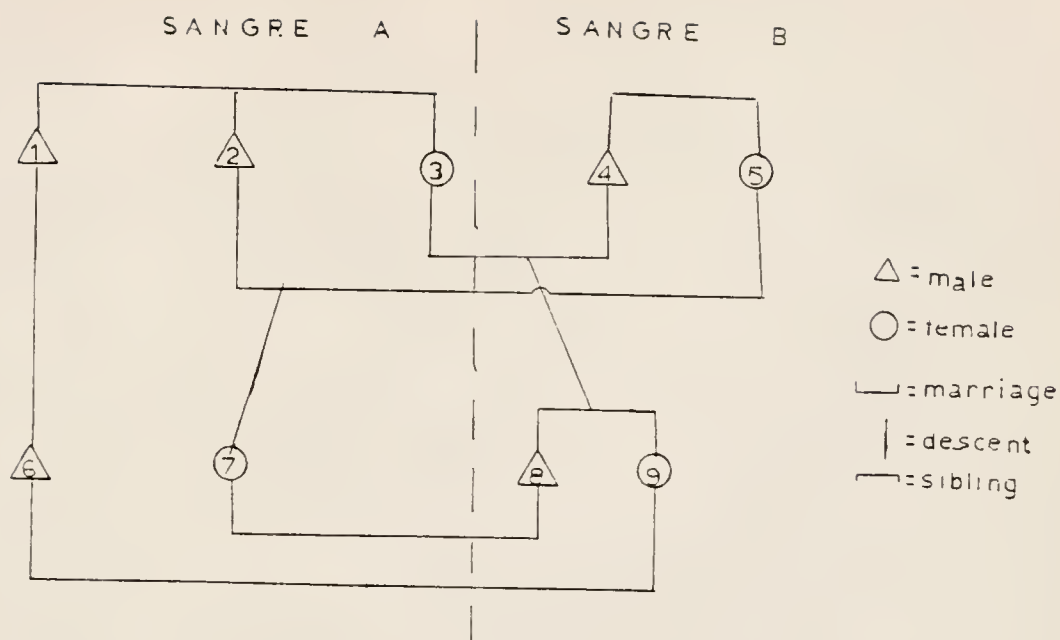 SANGRE A SANGRE B
1 2 3 4 5
= male
= female
= marriage
= descent
= sibling
6 7 8 9